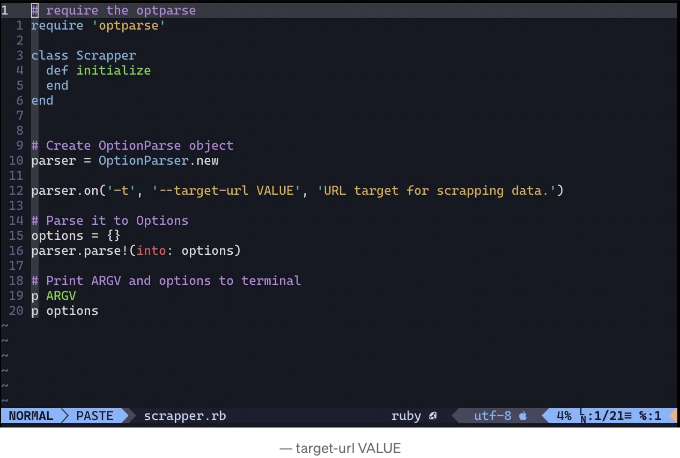 1 # require the optparse
1 require 'optparse'
2
3 class Scrapper
4   def initialize
5   end
6 end
7
8
9 # Create OptionParse object
10 parser = OptionParser.new
11
12 parser.on('-t', '--target-url VALUE', 'URL target for scrapping data.')
13
14 # Parse it to Options
15 options = {}
16 parser.parse!(into: options)
17
18 # Print ARGV and options to terminal
19 p ARGV
20 p options
~
~
~
~
~
~
NORMAL PASTE scrapper.rb ruby utf-8 4% L/N:1/21≡ %:1
— target-url VALUE